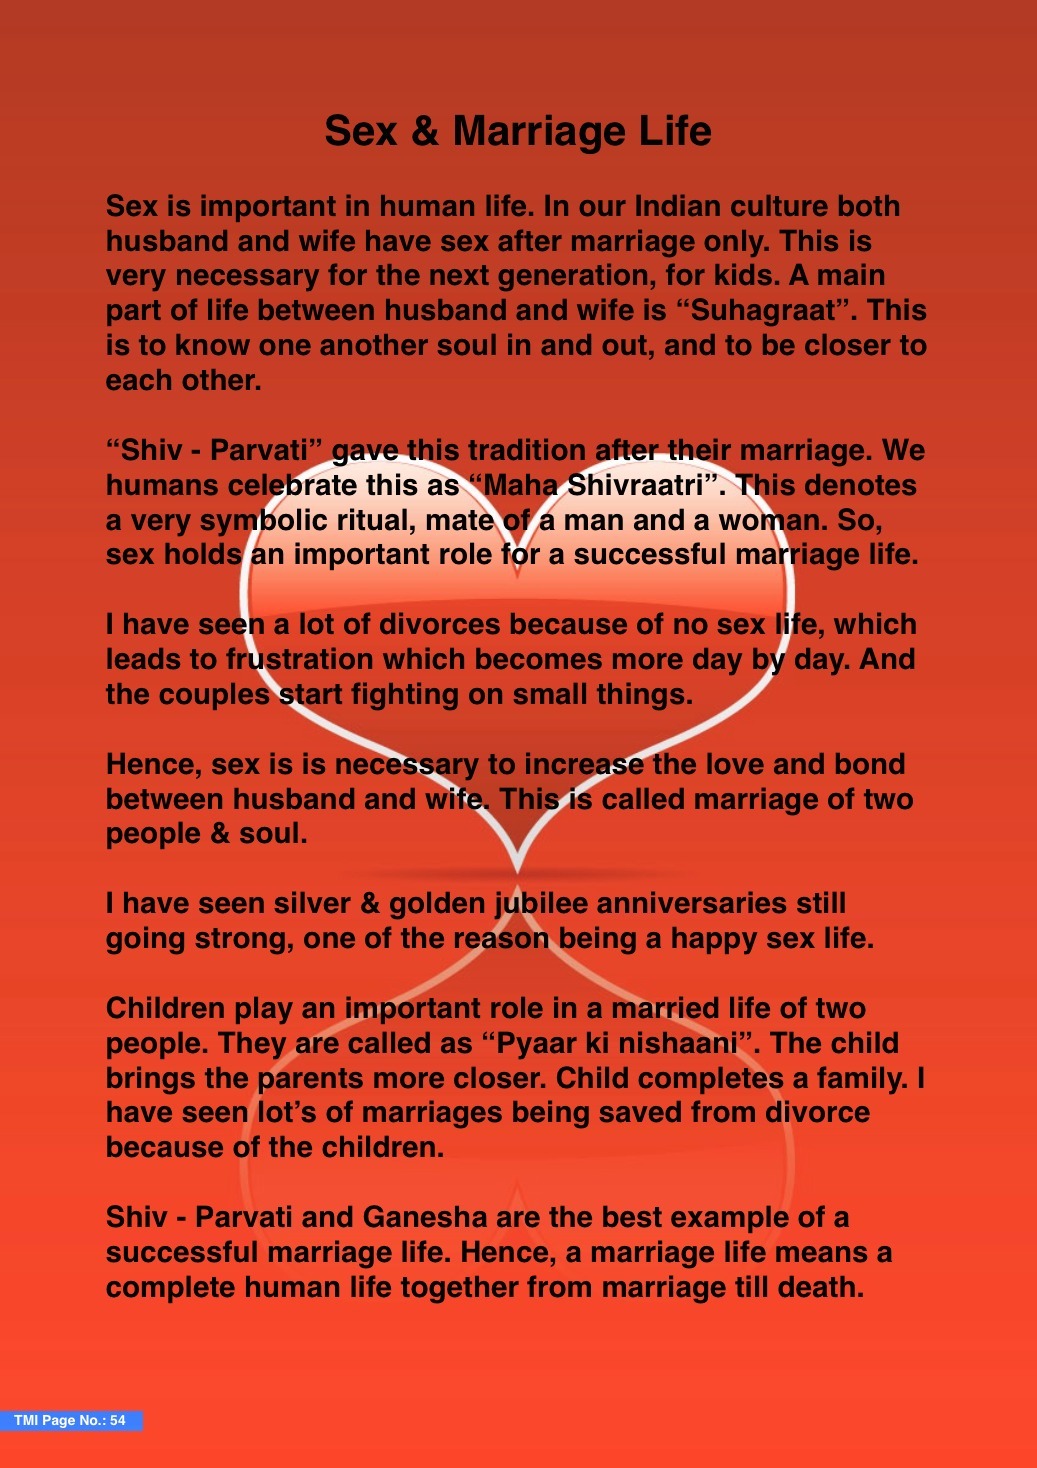 Sex & Marriage Life
Sex is important in human life. In our Indian culture both
husband and wife have sex after marriage only. This is
very necessary for the next generation, for kids. A main
part of life between husband and wife is “Suhagraat”. This
is to know one another soul in and out, and to be closer to
each other.
“Shiv - Parvati” gave this tradition after their marriage. We
humans celebrate this as “Maha Shivraatri”. This denotes
a very symbolic ritual, mate of a man and a woman. So,
sex holds an important role for a successful marriage life.
I have seen a lot of divorces because of no sex life, which
leads to frustration which becomes more day by day. And
the couples start fighting on small things.
Hence, sex is is necessary to increase the love and bond
between husband and wife. This is called marriage of two
people & soul.
I have seen silver & golden jubilee anniversaries still
going strong, one of the reason being a happy sex life.
Children play an important role in a married life of two
people. They are called as “Pyaar ki nishaani”. The child
brings the parents more closer. Child completes a family. I
have seen lot’s of marriages being saved from divorce
because of the children.
Shiv - Parvati and Ganesha are the best example of a
successful marriage life. Hence, a marriage life means a
complete human life together from marriage till death.
TMI Page No.: 54